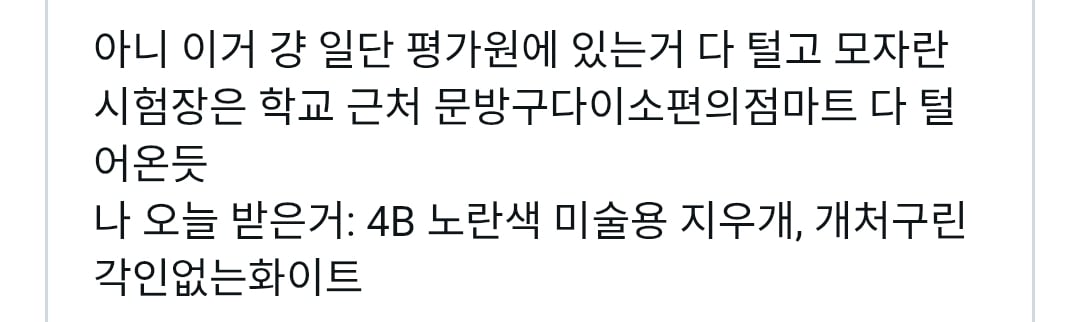 아니 이거 걍 일단 평가원에 있는거 다 털고 모자란
시험장은 학교 근처 문방구다이소편의점마트 다 털
어온듯
나 오늘 받은거: 4B 노란색 미술용 지우개, 개처구린
각인없는화이트